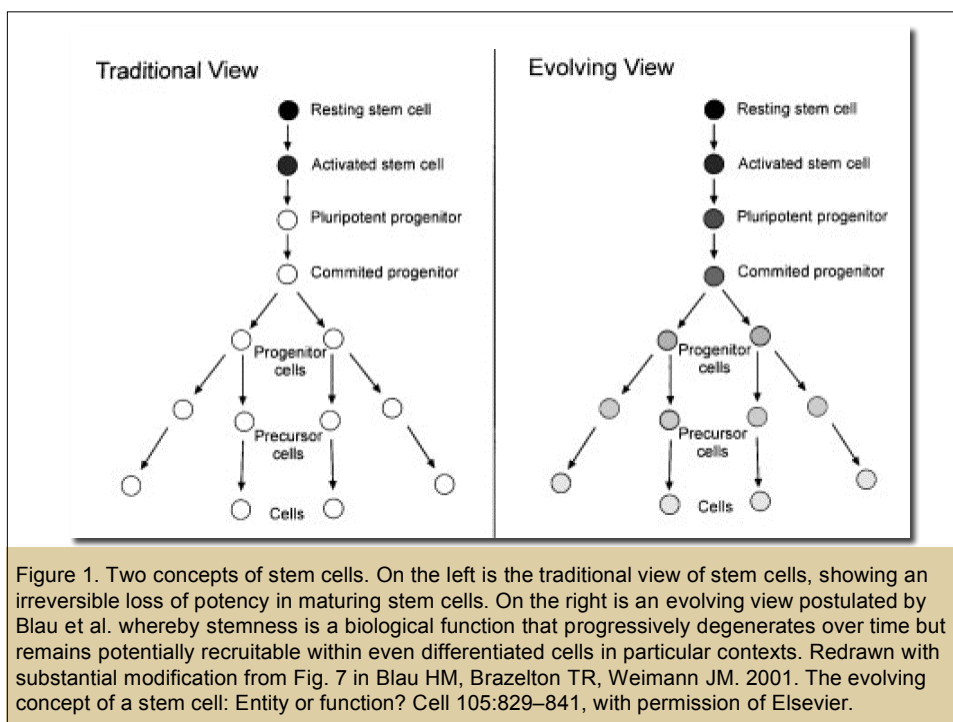 Traditional View
Resting stem cell
Activated stem cell
Pluripotent progenitor
Commited progenitor
Progenitor
cells
Precursor
cells
Cells
Evolving View
Resting stem cell
Activated stem cell
Pluripotent progenitor
Commited progenitor
Progenitor
cells
Precursor
cells
Cells
Figure 1. Two concepts of stem cells. On the left is the traditional view of stem cells, showing an
irreversible loss of potency in maturing stem cells. On the right is an evolving view postulated by
Blau et al. whereby stemness is a biological function that progressively degenerates over time but
remains potentially recruitable within even differentiated cells in particular contexts. Redrawn with
substantial modification from Fig. 7 in Blau HM, Brazelton TR, Weimann JM. 2001. The evolving
concept of a stem cell: Entity or function? Cell 105:829–841, with permission of Elsevier.